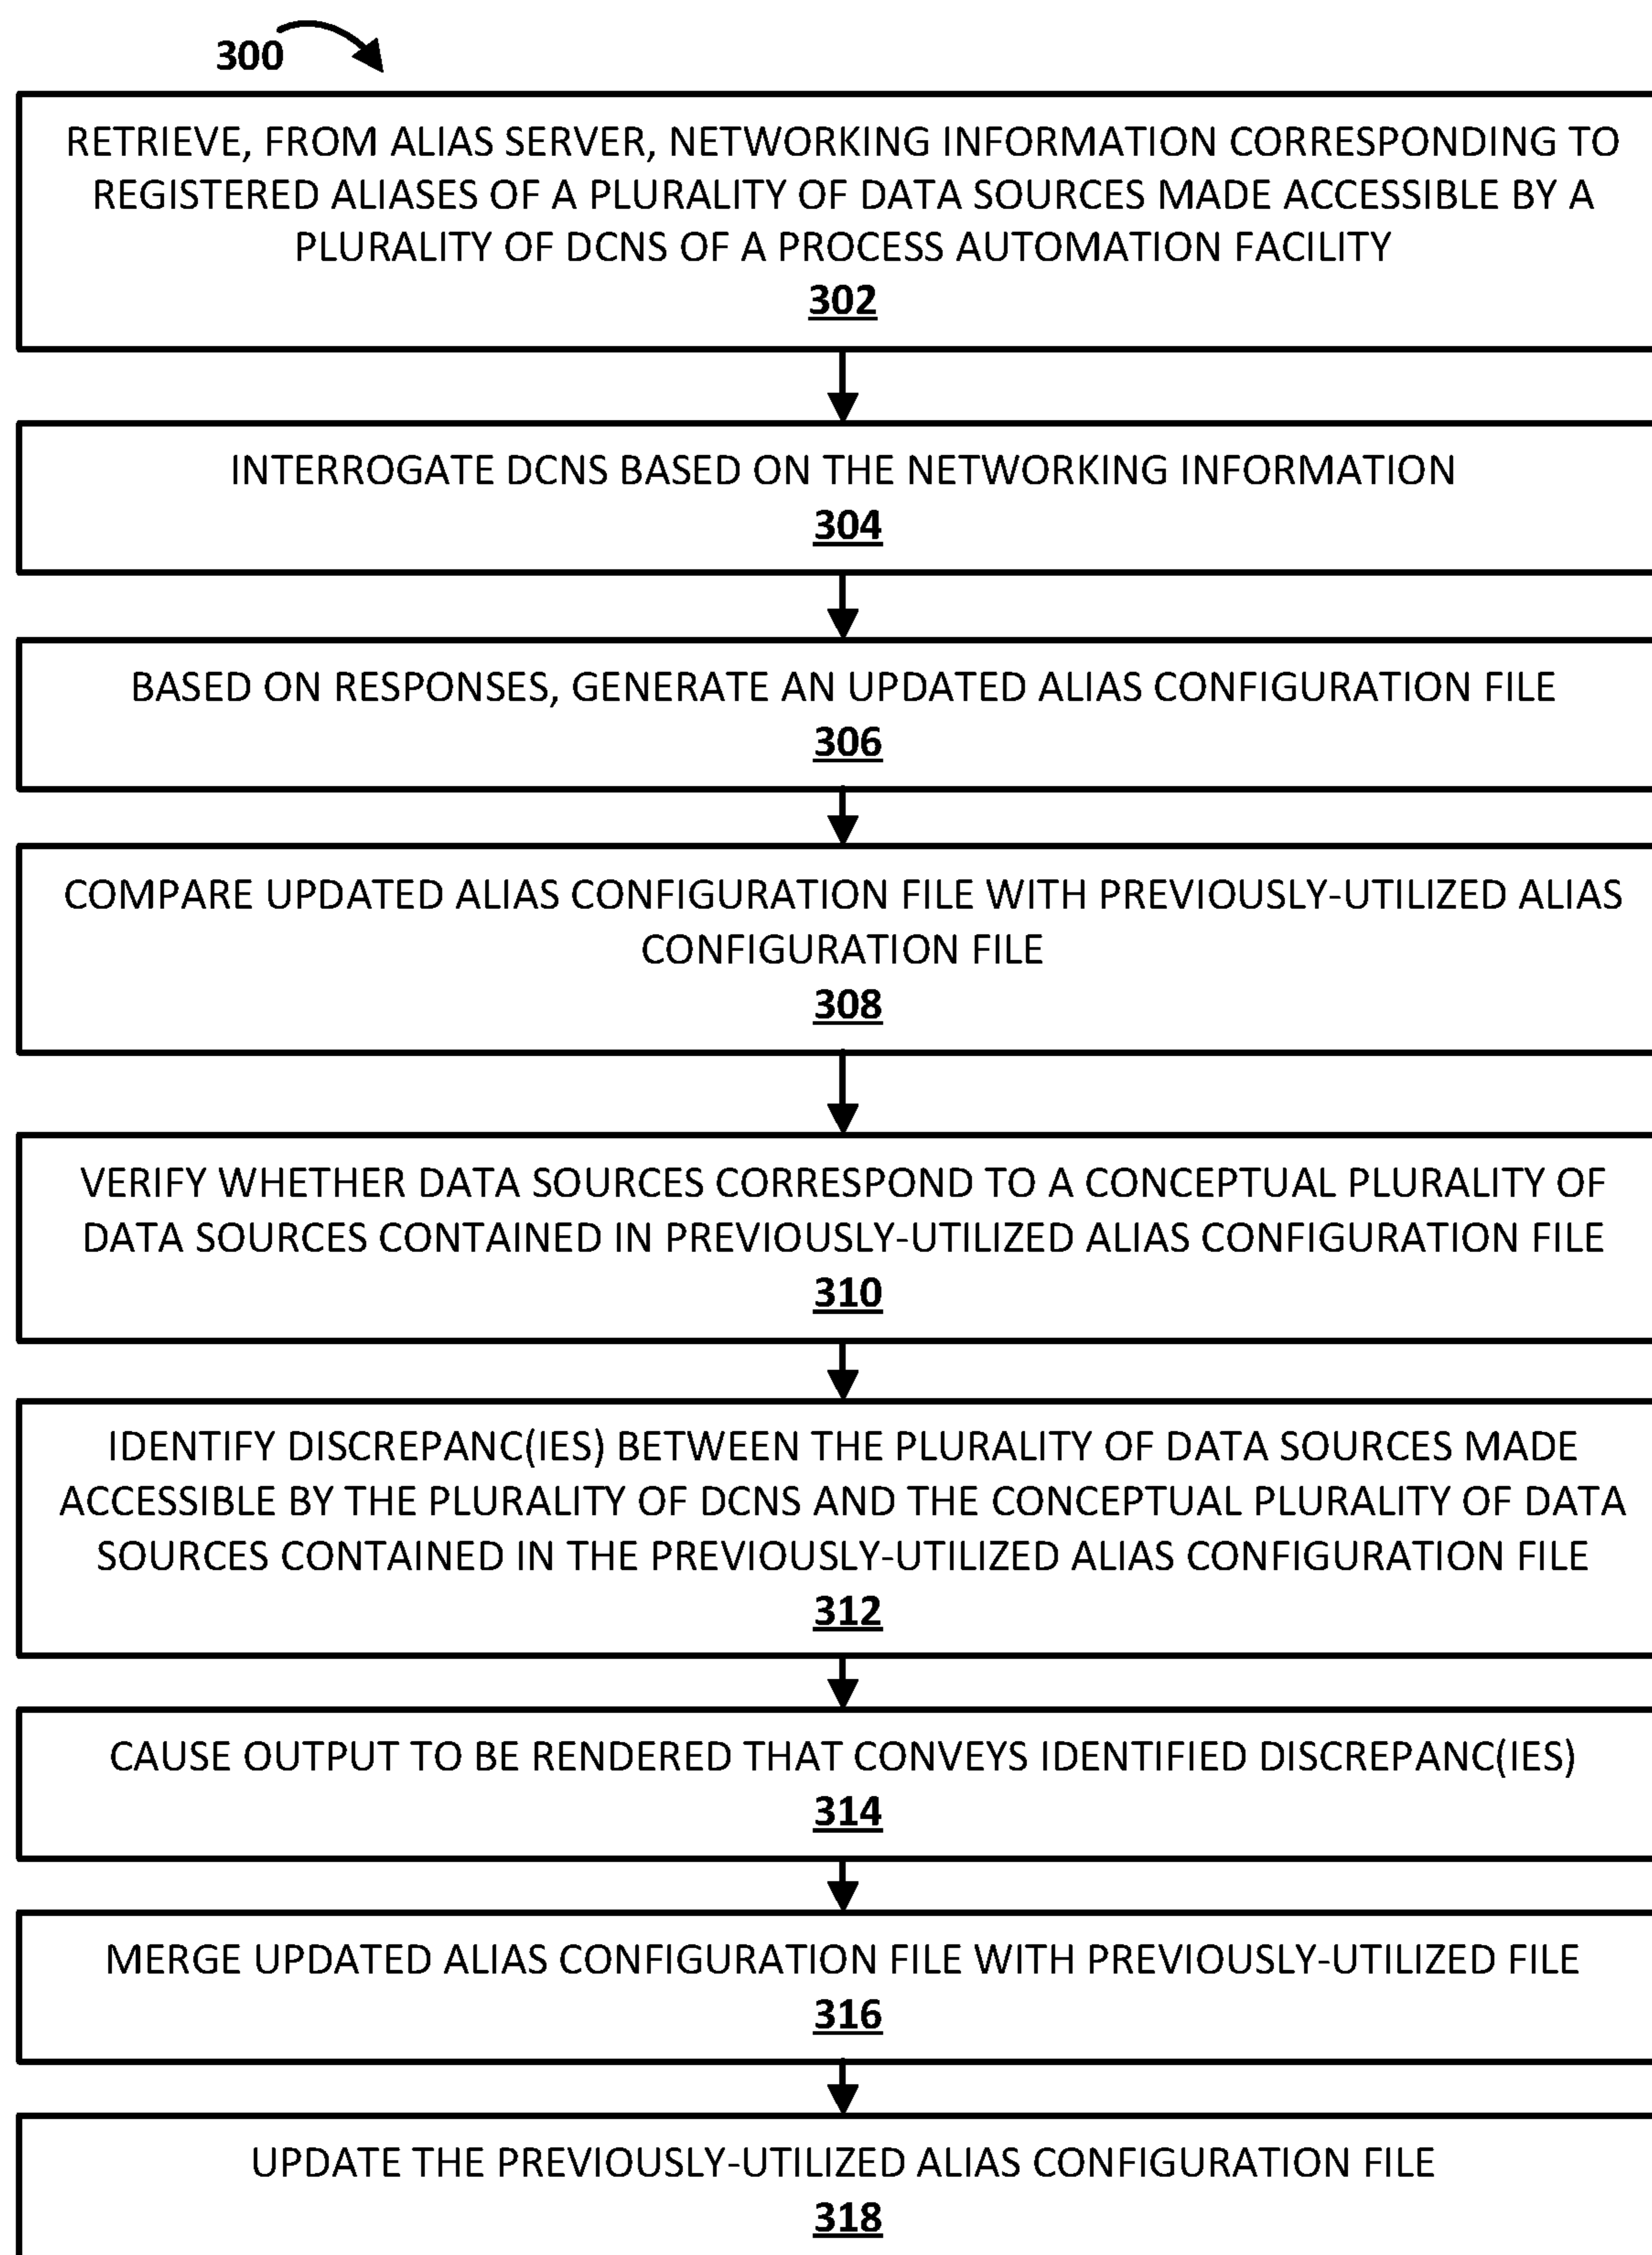 300
RETRIEVE, FROM ALIAS SERVER, NETWORKING INFORMATION CORRESPONDING TO
REGISTERED ALIASES OF A PLURALITY OF DATA SOURCES MADE ACCESSIBLE BY A
PLURALITY OF DCNS OF A PROCESS AUTOMATION FACILITY
302
INTERROGATE DCNS BASED ON THE NETWORKING INFORMATION
304
BASED ON RESPONSES, GENERATE AN UPDATED ALIAS CONFIGURATION FILE
306
COMPARE UPDATED ALIAS CONFIGURATION FILE WITH PREVIOUSLY-UTILIZED ALIAS
CONFIGURATION FILE
308
VERIFY WHETHER DATA SOURCES CORRESPOND TO A CONCEPTUAL PLURALITY OF
DATA SOURCES CONTAINED IN PREVIOUSLY-UTILIZED ALIAS CONFIGURATION FILE
310
IDENTIFY DISCREPANC(IES) BETWEEN THE PLURALITY OF DATA SOURCES MADE
ACCESSIBLE BY THE PLURALITY OF DCNS AND THE CONCEPTUAL PLURALITY OF DATA
SOURCES CONTAINED IN THE PREVIOUSLY-UTILIZED ALIAS CONFIGURATION FILE
312
CAUSE OUTPUT TO BE RENDERED THAT CONVEYS IDENTIFIED DISCREPANC(IES)
314
MERGE UPDATED ALIAS CONFIGURATION FILE WITH PREVIOUSLY-UTILIZED FILE
316
UPDATE THE PREVIOUSLY-UTILIZED ALIAS CONFIGURATION FILE
318